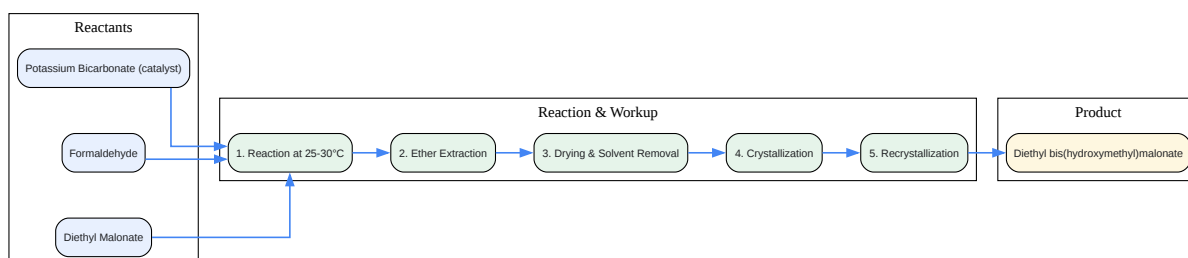 Reactants
Potassium Bicarbonate (catalyst)
Formaldehyde
Diethyl Malonate
Reaction & Workup
1. Reaction at 25-30°C
2. Ether Extraction
3. Drying & Solvent Removal
4. Crystallization
5. Recrystallization
Product
Diethyl bis(hydroxymethyl)malonate